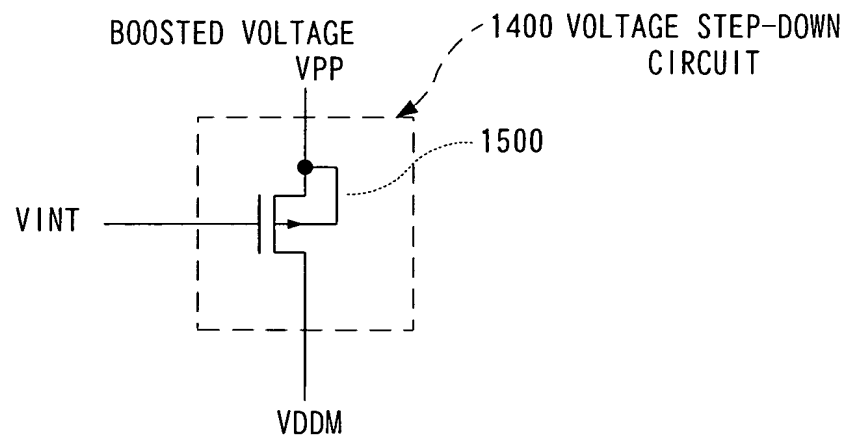 BOOSTED VOLTAGE
VPP
1400 VOLTAGE STEP-DOWN
CIRCUIT
1500
VINT
VDDM